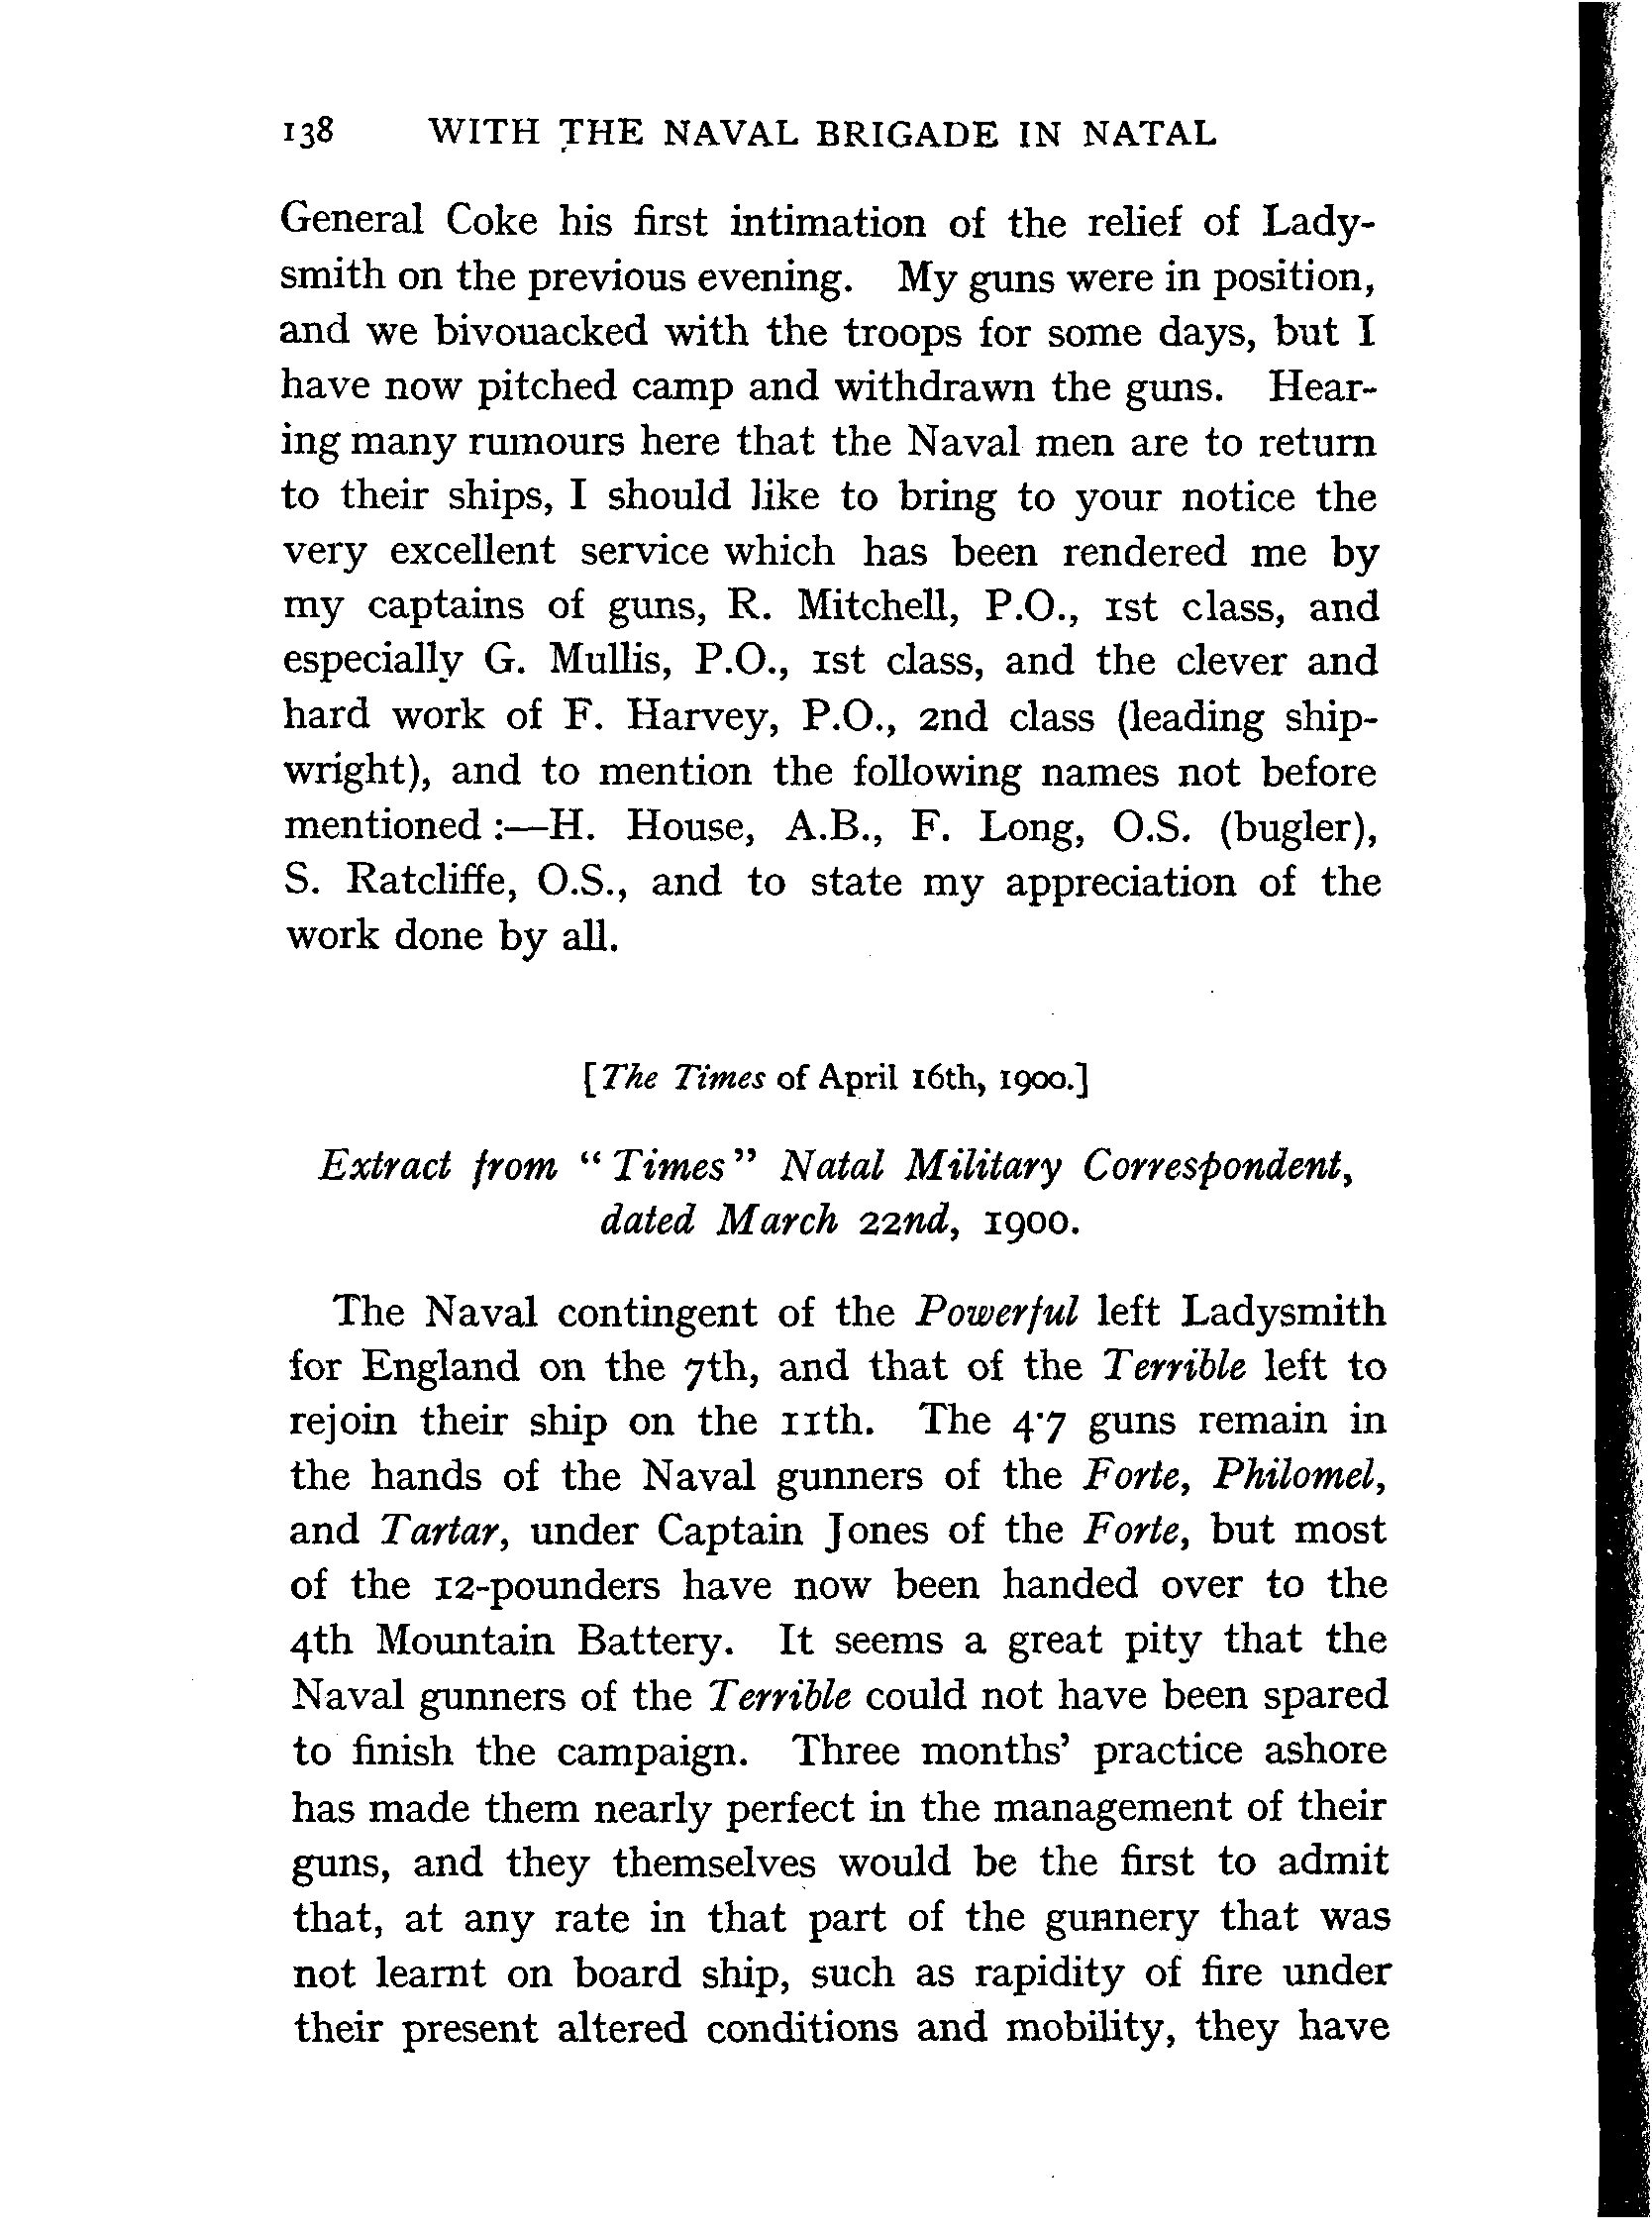 138 WITH THE NAVAL BRIGADE IN NATAL
General Coke his first intimation of the relief of Lady-
smith on the previous evening. My guns were in position,
and we bivouacked with the troops for some days, but I
have now pitched camp and withdrawn the guns. Hear-
ing many rumours here that the Naval men are to return
to their ships, I should like to bring to your notice the
very excellent service which has been rendered me by
my captains of guns, R. Mitchell, P.O., 1st class, and
especially G. Mullis, P.O., 1st class, and the clever and
hard work of F. Harvey, P.O., 2nd class (leading ship-
wright), and to mention the following names not before
mentioned :—H. House, A.B., F. Long, O.S. (bugler),
S. Ratcliffe, O.S., and to state my appreciation of the
work done by all.
[The Times of April 16th, 1900.]
Extract from "Times" Natal Military Correspondent,
dated March 22nd, 1900.
The Naval contingent of the Powerful left Ladysmith
for England on the 7th, and that of the Terrible left to
rejoin their ship on the 11th. The 4·7 guns remain in
the hands of the Naval gunners of the Forte, Philomel,
and Tartar, under Captain Jones of the Forte, but most
of the 12-pounders have now been handed over to the
4th Mountain Battery. It seems a great pity that the
Naval gunners of the Terrible could not have been spared
to finish the campaign. Three months' practice ashore
has made them nearly perfect in the management of their
guns, and they themselves would be the first to admit
that, at any rate in that part of the gunnery that was
not learnt on board ship, such as rapidity of fire under
their present altered conditions and mobility, they have